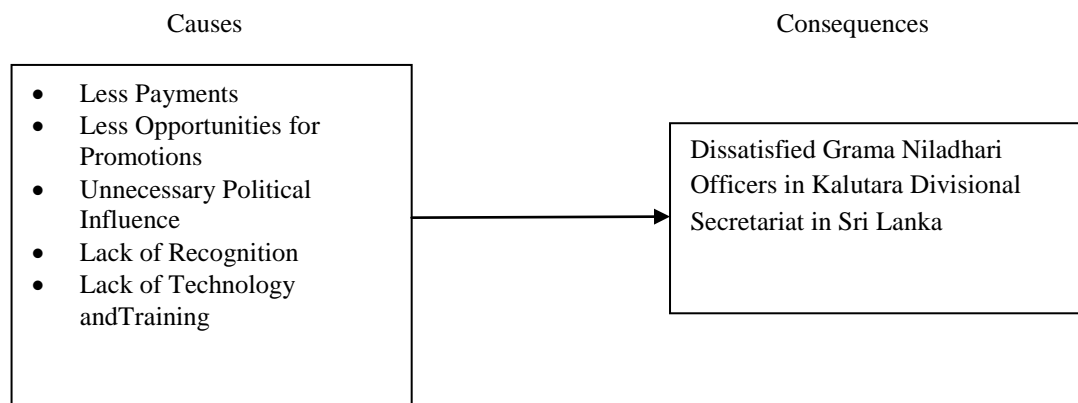 Causes
Consequences
• Less Payments
• Less Opportunities for
Promotions
• Unnecessary Political
Influence
• Lack of Recognition
• Lack of Technology
andTraining
Dissatisfied Grama Niladhari
Officers in Kalutara Divisional
Secretariat in Sri Lanka